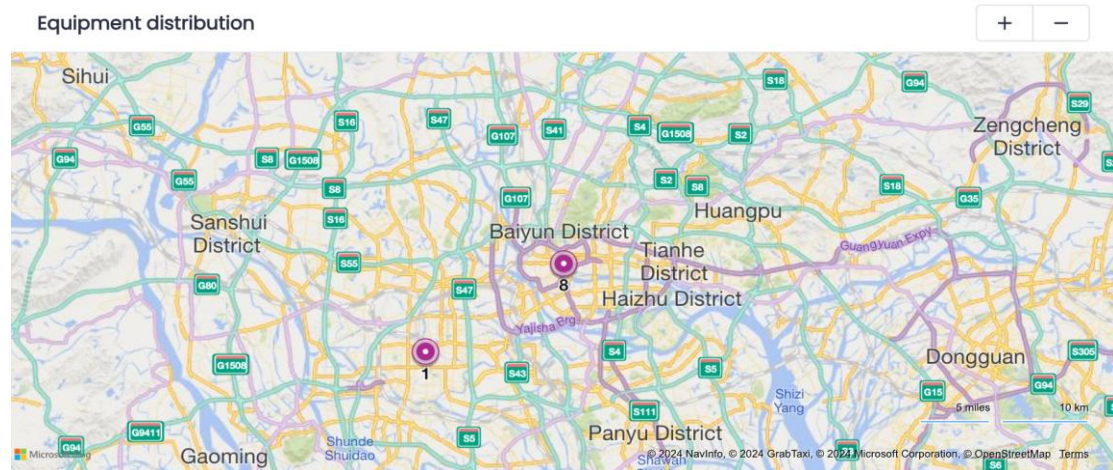 Equipment distribution
+ −
Sihui
S18
G94
S29
G55
S16
S47
G107
S41
S4
G1508
S2
Zengcheng
District
G94
S8
G1508
G55
S8
S2
S8
S18
G35
G107
S16
Sanshui
District
Huangpu
Baiyun District
Tianhe
District
GuangYuan Expy
S55
8
G80
S47
Haizhu District
Yajisha Brg
G1508
1
S43
S4
S5
Dongguan
S305
G15
G94
Shizi
Yang
5 miles
10 km
S111
G9411
G94
Shunde
Shuidao
S5
Panyu District
Gaoming
Shawan
© 2024 NavInfo, © 2024 GrabTaxi, © 2024 Microsoft Corporation, © OpenStreetMap Terms
S6